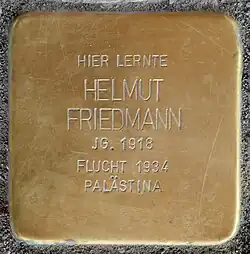 HIER LERNTE
HELMUT
FRIEDMANN
JG. 1918
FLUCHT 1934
PALÄSTINA